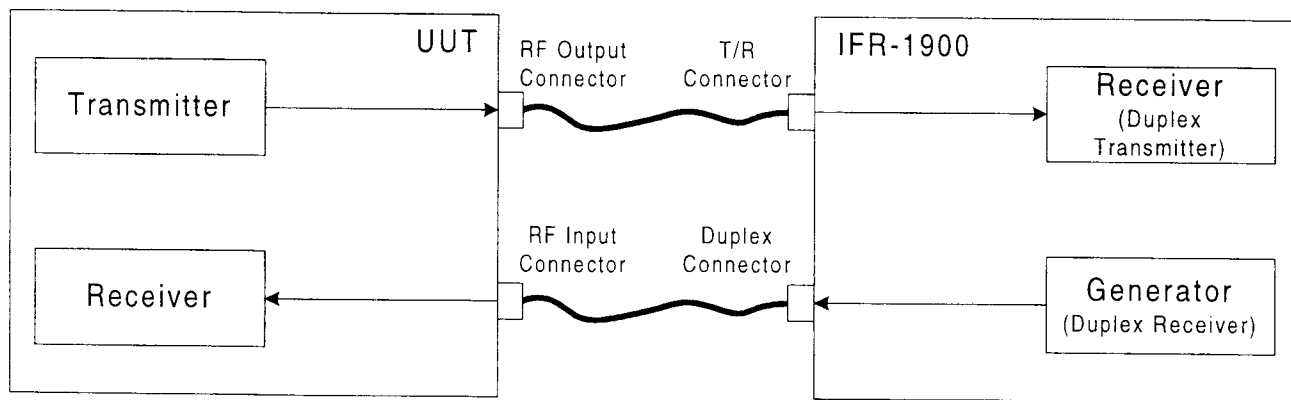 UUT
Transmitter
RF Output
Connector
T/R
Connector
IFR-1900
Receiver
(Duplex
Transmitter)
Receiver
RF Input
Connector
Duplex
Connector
Generator
(Duplex Receiver)